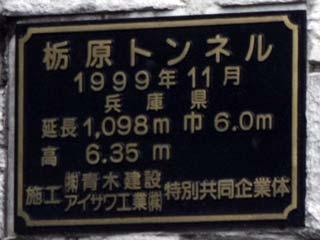 栃原トンネル
1999年11月
兵庫県
延長1,098m 巾 6.0m
高 6.35m
施工 ㈱青木建設 アイサワ工業㈱ 特別共同企業体